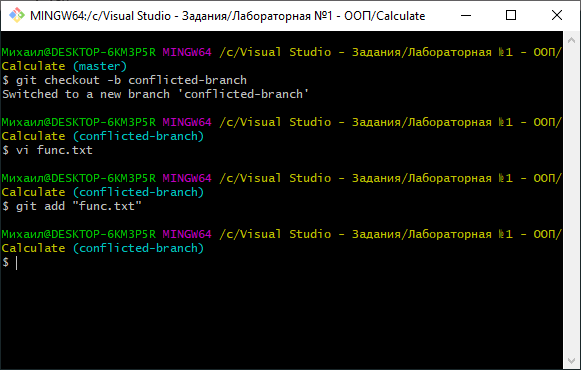 MINGW64:/c/Visual Studio - Задания/Лабораторная №1 - ООП/Calculate
Михаил@DESKTOP-6KM3P5R MINGW64 /c/Visual Studio - Задания/Лабораторная №1 - ООП/
Calculate (master)
$ git checkout -b conflicted-branch
Switched to a new branch 'conflicted-branch'
Михаил@DESKTOP-6KM3P5R MINGW64 /c/Visual Studio - Задания/Лабораторная №1 - ООП/
Calculate (conflicted-branch)
$ vi func.txt
Михаил@DESKTOP-6KM3P5R MINGW64 /c/Visual Studio - Задания/Лабораторная №1 - ООП/
Calculate (conflicted-branch)
$ git add "func.txt"
Михаил@DESKTOP-6KM3P5R MINGW64 /c/Visual Studio - Задания/Лабораторная №1 - ООП/
Calculate (conflicted-branch)
$